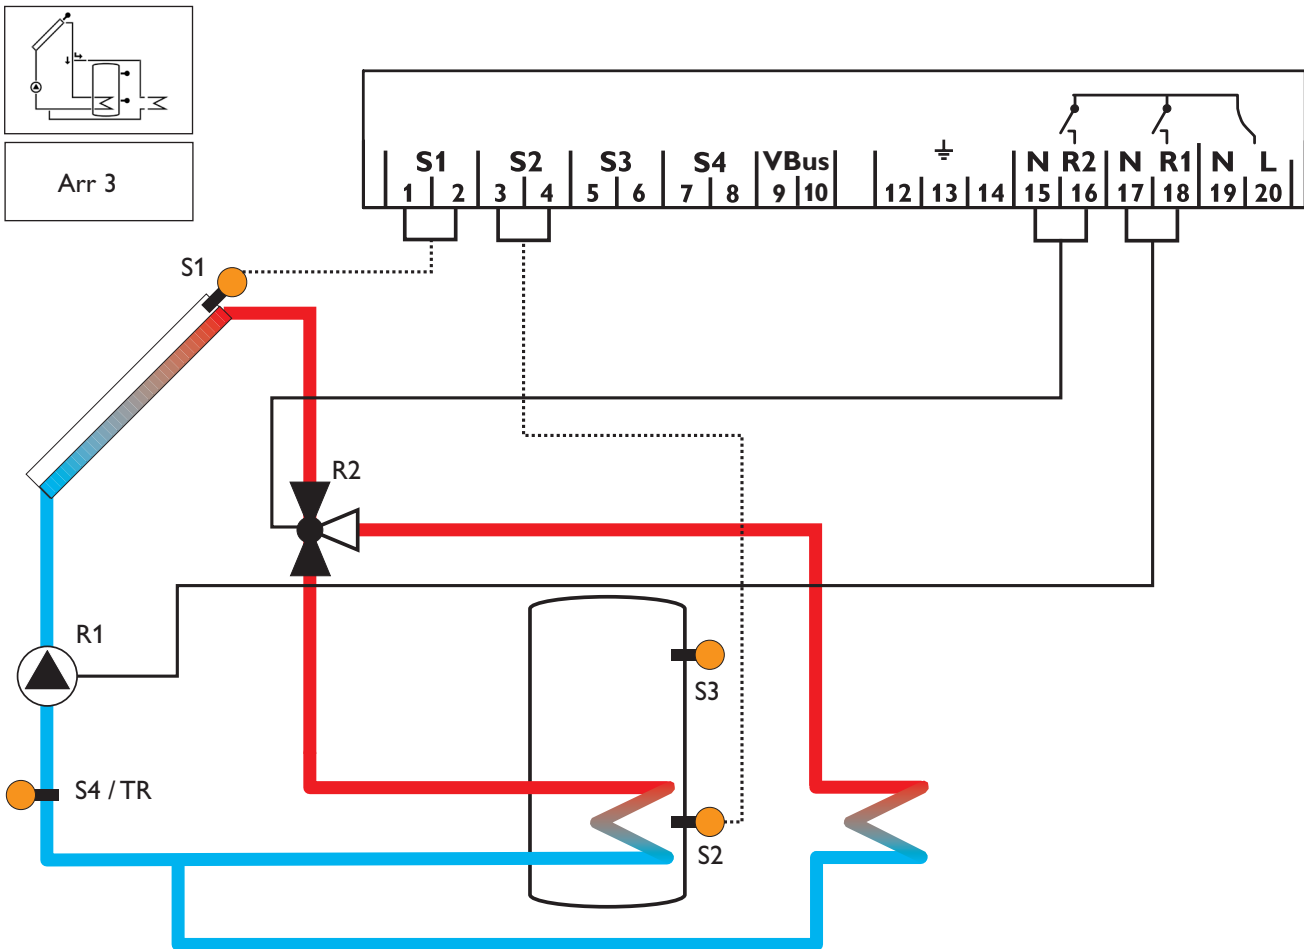 Arr 3
S1 S2 S3 S4 VBus N R2 N R1 N L
1 2 3 4 5 6 7 8 9 10 12 13 14 15 16 17 18 19 20
S1
R2
R1
S3
S4 / TR
S2